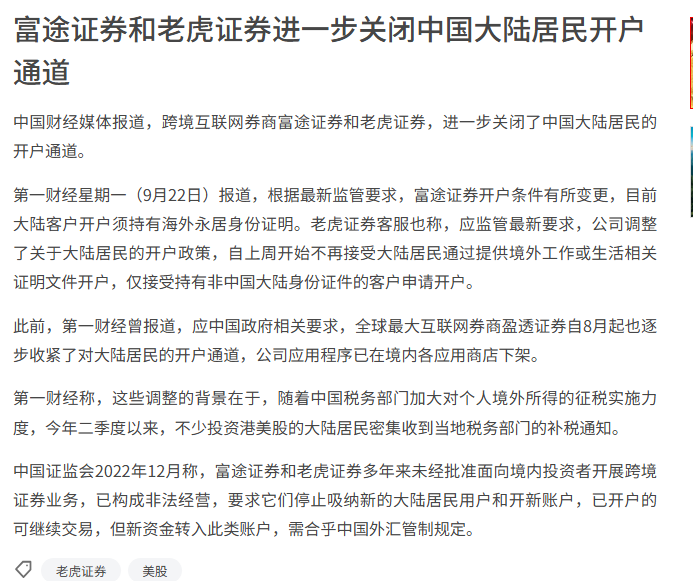 富途证券和老虎证券进一步关闭中国大陆居民开户
通道
中国财经媒体报道，跨境互联网券商富途证券和老虎证券，进一步关闭了中国大陆居民的
开户通道。
第一财经星期一（9月22日）报道，根据最新监管要求，富途证券开户条件有所变更，目前
大陆客户开户须持有海外永居身份证明。老虎证券客服也称，应监管最新要求，公司调整
了关于大陆居民的开户政策，自上周开始不再接受大陆居民通过提供境外工作或生活相关
证明文件开户，仅接受持有非中国大陆身份证件的客户申请开户。
此前，第一财经曾报道，应中国政府相关要求，全球最大互联网券商盈透证券自8月起也逐
步收紧了对大陆居民的开户通道，公司应用程序已在境内各应用商店下架。
第一财经称，这些调整的背景在于，随着中国税务部门加大对个人境外所得的征税实施力
度，今年二季度以来，不少投资港美股的大陆居民密集收到当地税务部门的补税通知。
中国证监会2022年12月称，富途证券和老虎证券多年来未经批准面向境内投资者开展跨境
证券业务，已构成非法经营，要求它们停止吸纳新的大陆居民用户和开新账户，已开户的
可继续交易，但新资金转入此类账户，需合乎中国外汇管制规定。
老虎证券 美股